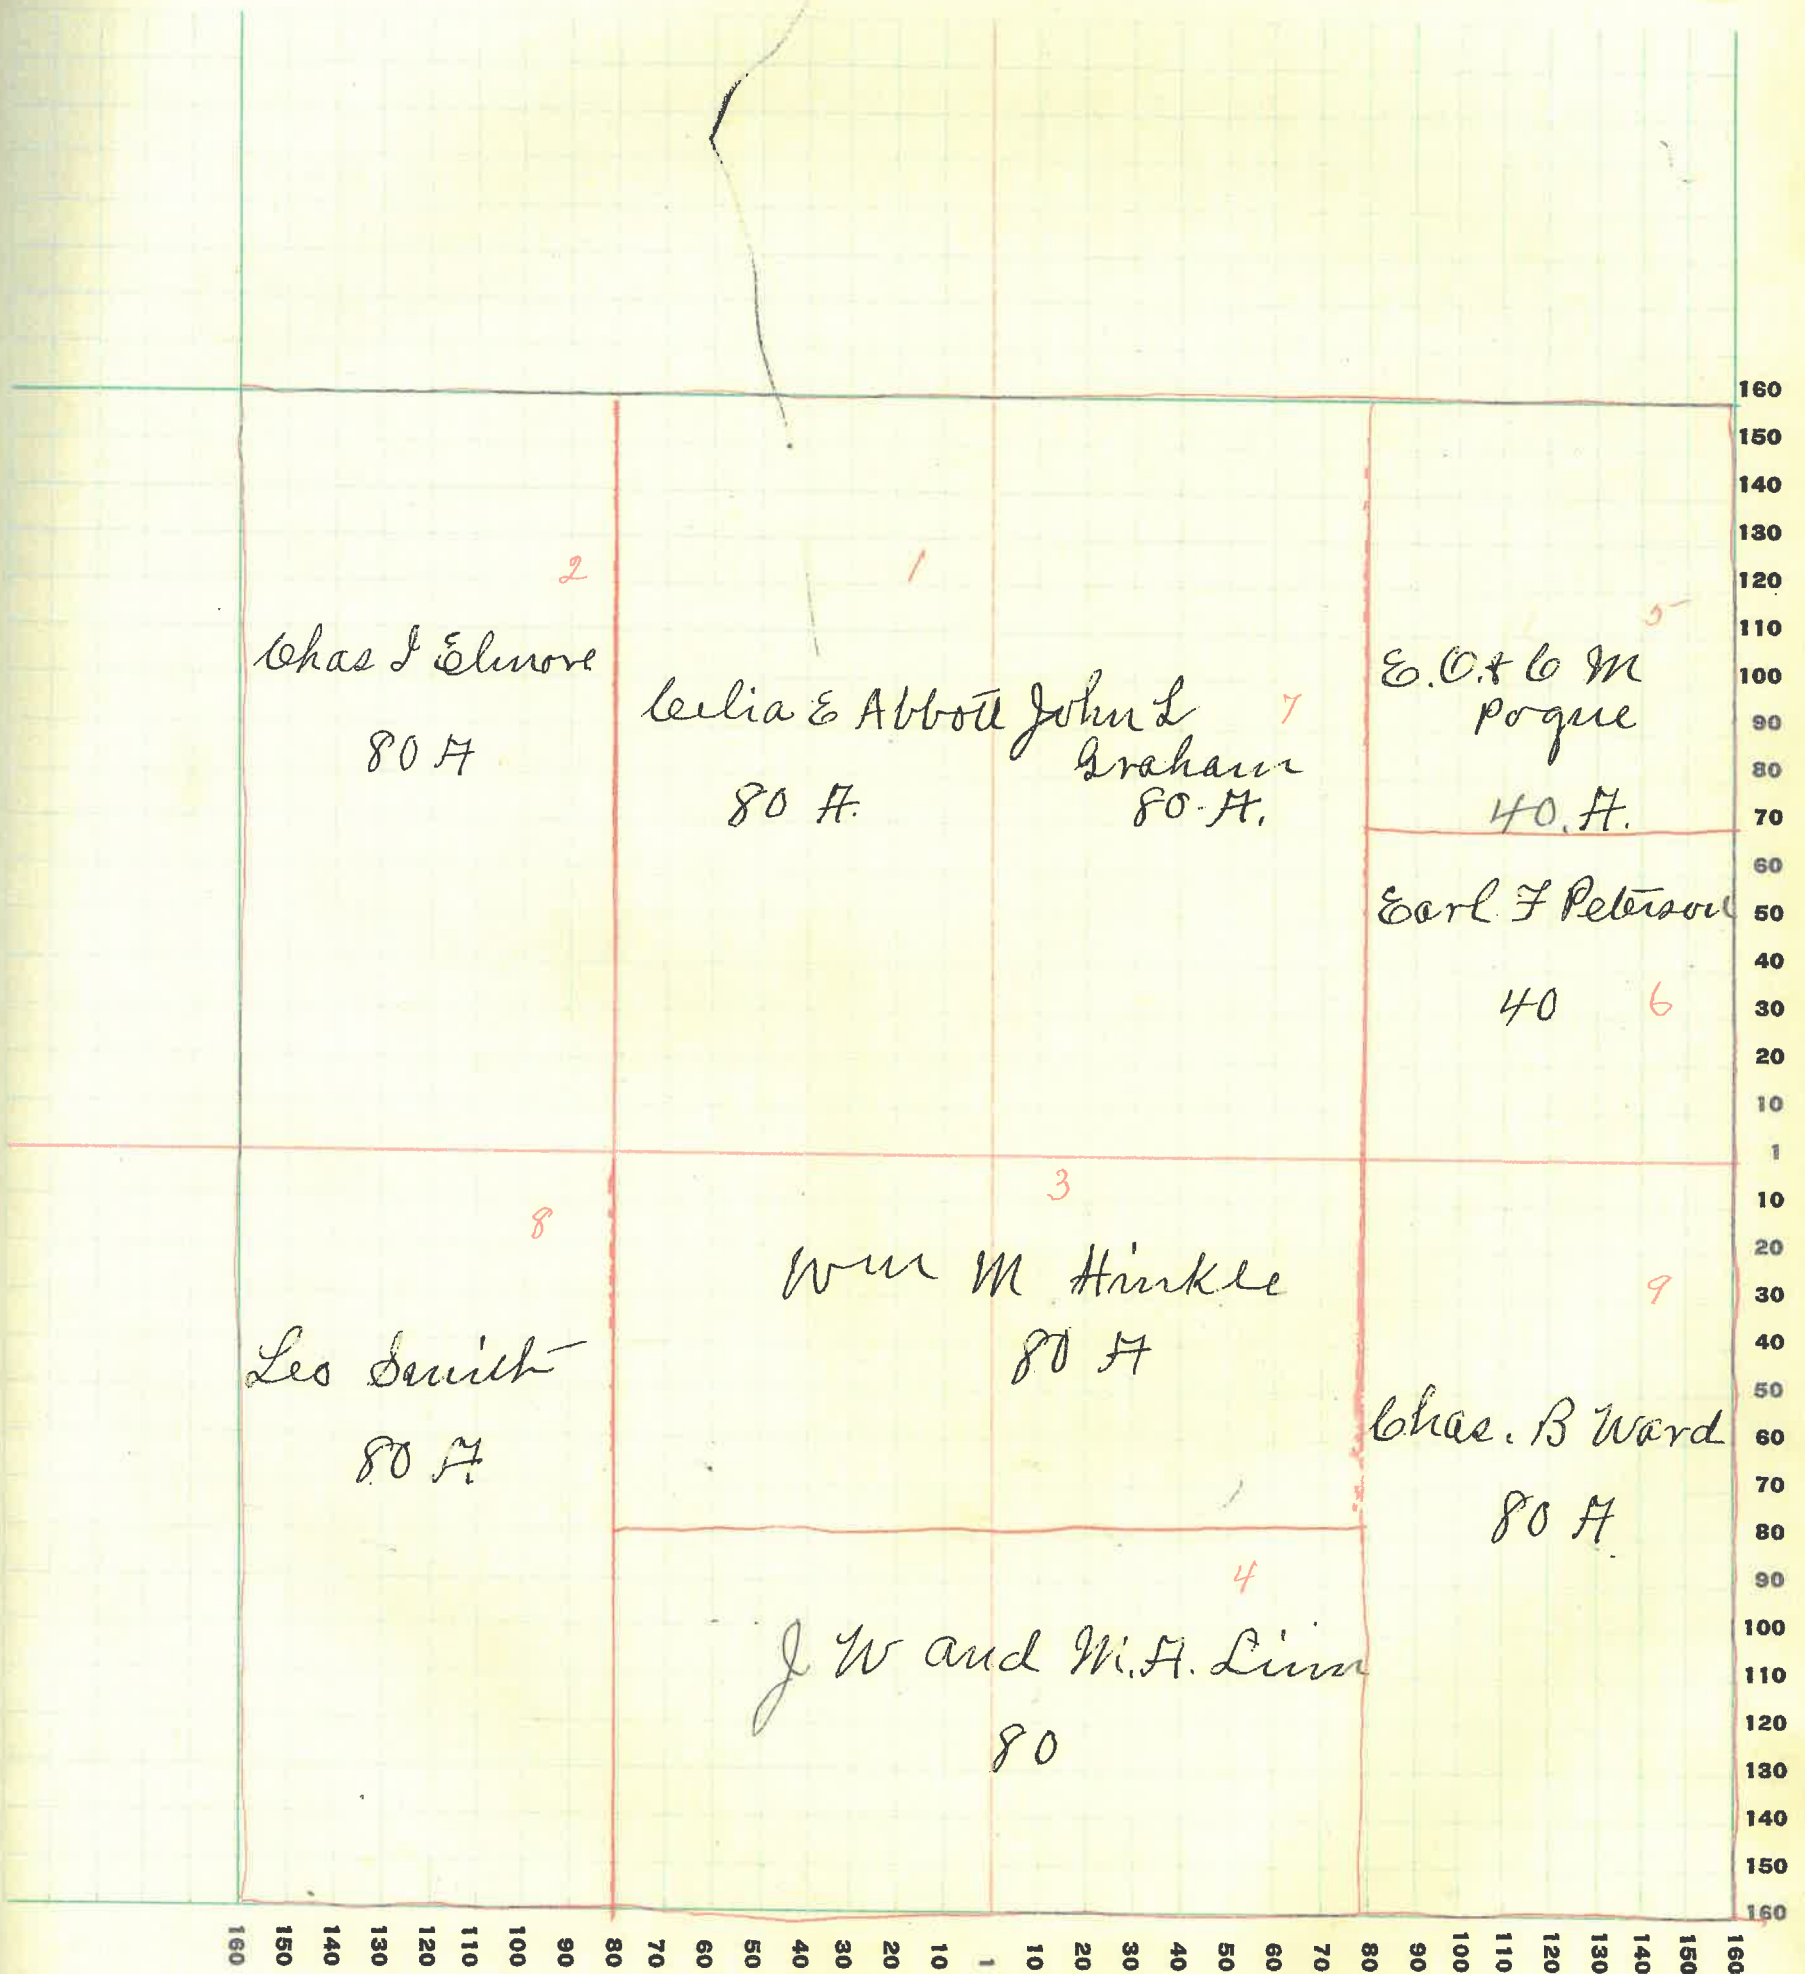 2
Chas I Elmore
80 A
1
Celia E Abbott
80 A.
7
John L
Graham
80 A.
5
E.O. & C M
Pogue
40. A.
Earl F Peterson
40
6
8
Leo Smith
80 A.
3
Wm M Hinkle
80 A
9
Chas. B Ward
80 A.
4
J W and M.A. Linn
80
160
150
140
130
120
110
100
90
80
70
60
50
40
30
20
10
1
10
20
30
40
50
60
70
80
90
100
110
120
130
140
150
160
160 150 140 130 120 110 100 90 80 70 60 50 40 30 20 10 1 10 20 30 40 50 60 70 80 90 100 110 120 130 140 150 160